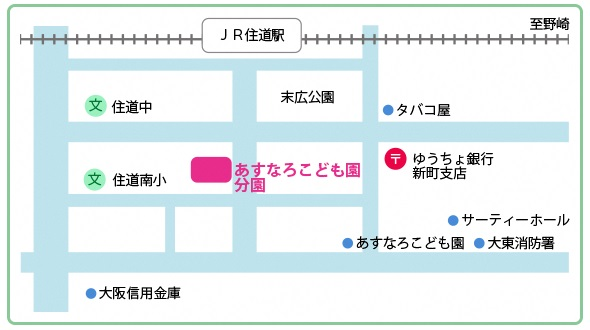 至野崎
ＪＲ住道駅
末広公園
文 住道中
タバコ屋
〒 ゆうちょ銀行
新町支店
あすなろこども園
分園
文 住道南小
サーティーホール
あすなろこども園
大東消防署
大阪信用金庫